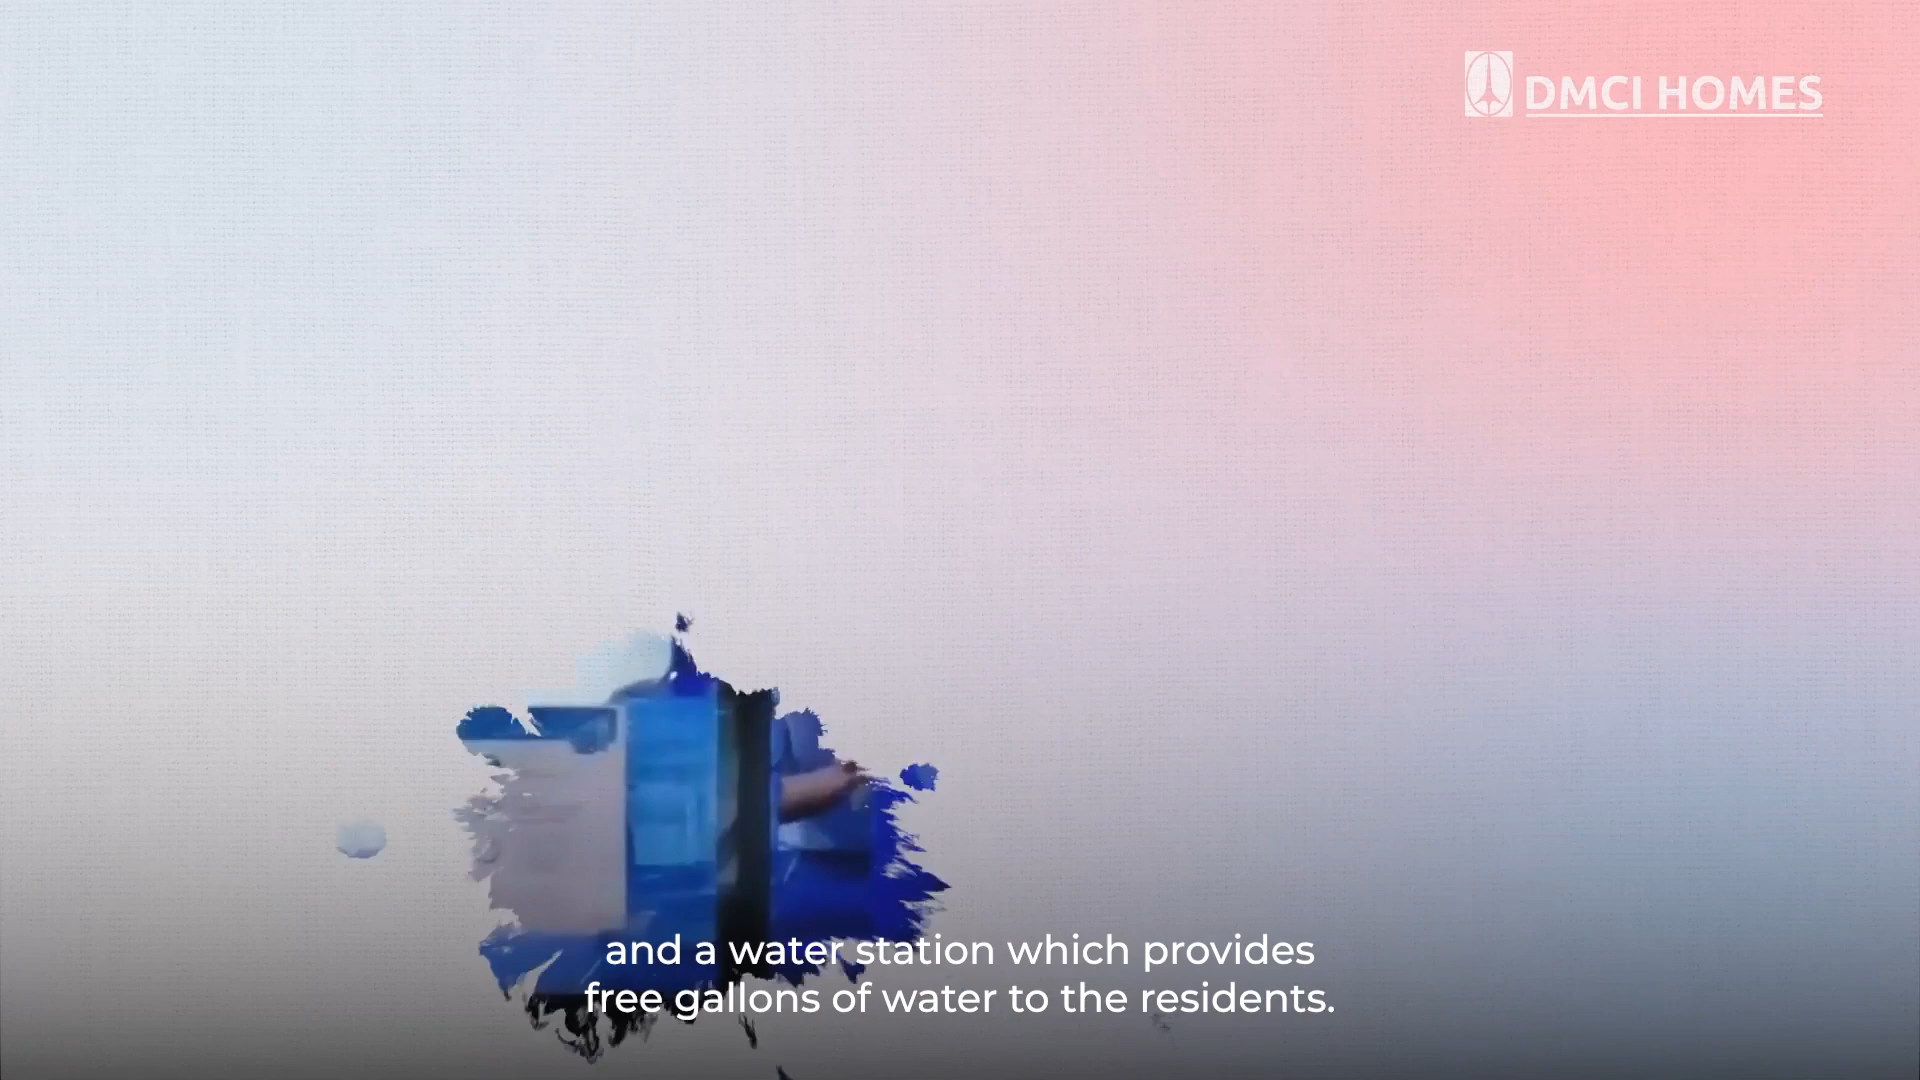 DMCI HOMES
and a water station which provides
free gallons of water to the residents.